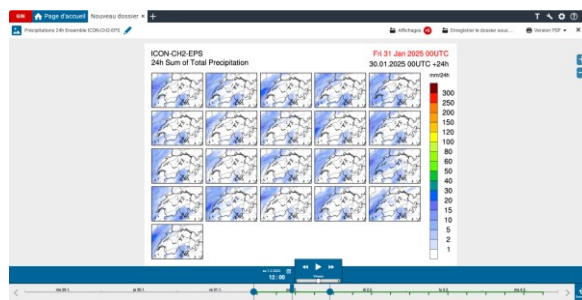 GIN
Page d'accueil
Nouveau dossier ×
+
T
Précipitations 24h Ensemble ICON-CH2-EPS
Affichages
Enregistrer le dossier sous...
Version PDF
ICON-CH2-EPS
24h Sum of Total Precipitation
Fri 31 Jan 2025 00UTC
30.01.2025 00UTC +24h
mm/24h
300
250
200
150
120
100
80
60
50
40
30
20
15
10
5
2
1
12:00